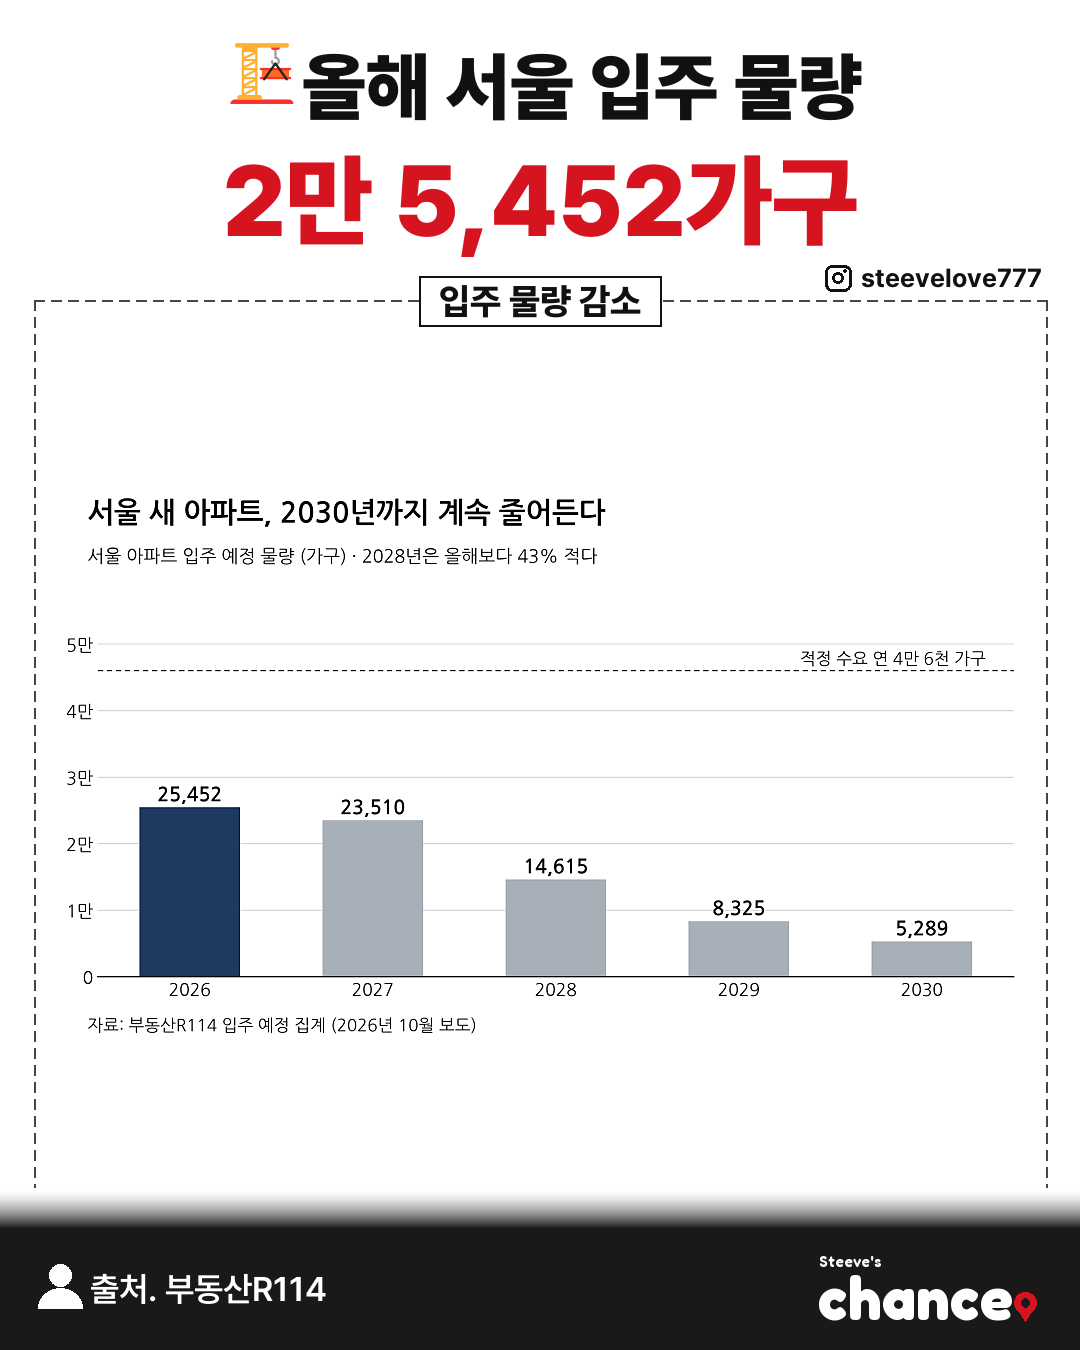 올해 서울 입주 물량
2만 5,452가구
steevelove777
입주 물량 감소
서울 새 아파트, 2030년까지 계속 줄어든다
서울 아파트 입주 예정 물량 (가구) · 2028년은 올해보다 43% 적다
5만
적정 수요 연 4만 6천 가구
4만
3만
2만
1만
0
25,452
23,510
14,615
8,325
5,289
2026
2027
2028
2029
2030
자료: 부동산R114 입주 예정 집계 (2026년 10월 보도)
출처. 부동산R114
Steeve's
chance